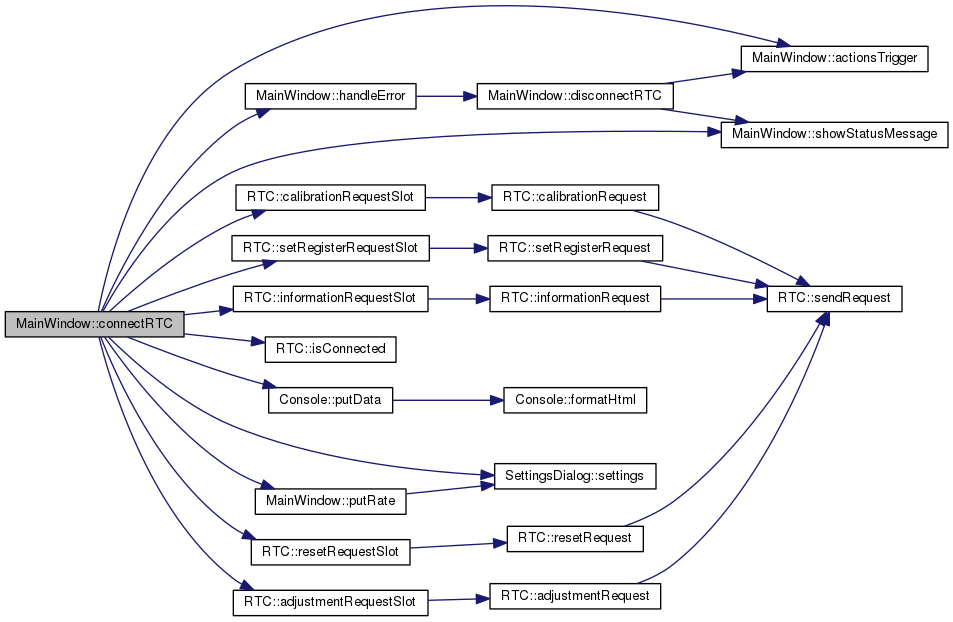 MainWindow::actionsTrigger
MainWindow::handleError
MainWindow::disconnectRTC
MainWindow::showStatusMessage
RTC::calibrationRequestSlot
RTC::calibrationRequest
RTC::setRegisterRequestSlot
RTC::setRegisterRequest
RTC::informationRequestSlot
RTC::informationRequest
RTC::sendRequest
MainWindow::connectRTC
RTC::isConnected
Console::putData
Console::formatHtml
SettingsDialog::settings
MainWindow::putRate
RTC::resetRequestSlot
RTC::resetRequest
RTC::adjustmentRequestSlot
RTC::adjustmentRequest